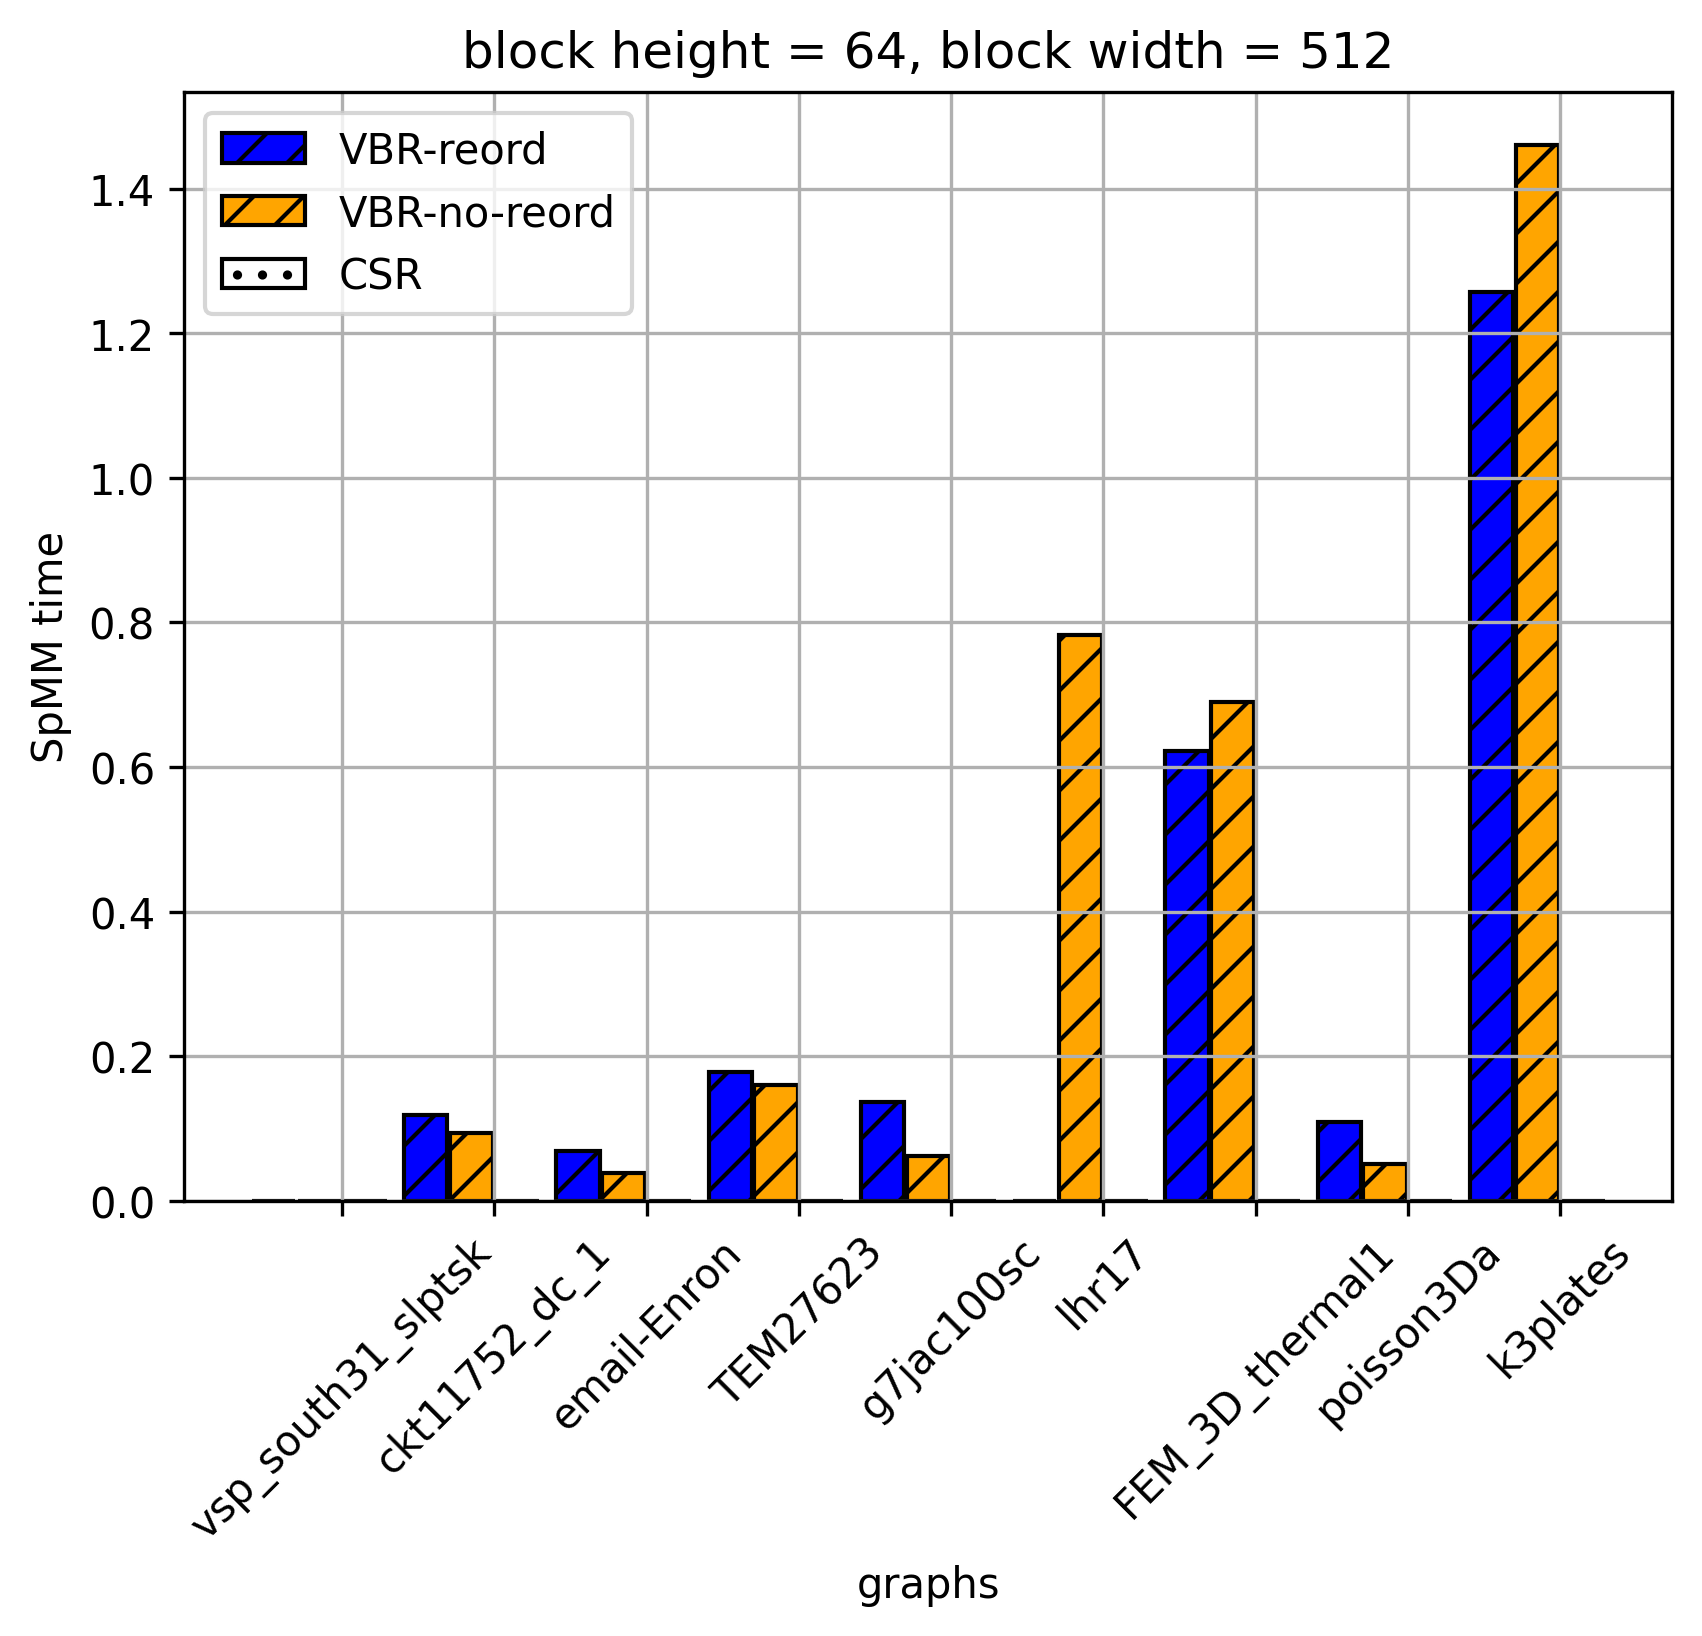 block height = 64, block width = 512
VBR-reord
VBR-no-reord
CSR
1.4
1.2
1.0
0.8
0.6
0.4
0.2
0.0
SpMM time
vsp_south31_slptsk
ckt11752_dc_1
email-Enron
TEM27623
g7jac100sc
lhr17
FEM_3D_thermal1
poisson3Da
k3plates
graphs